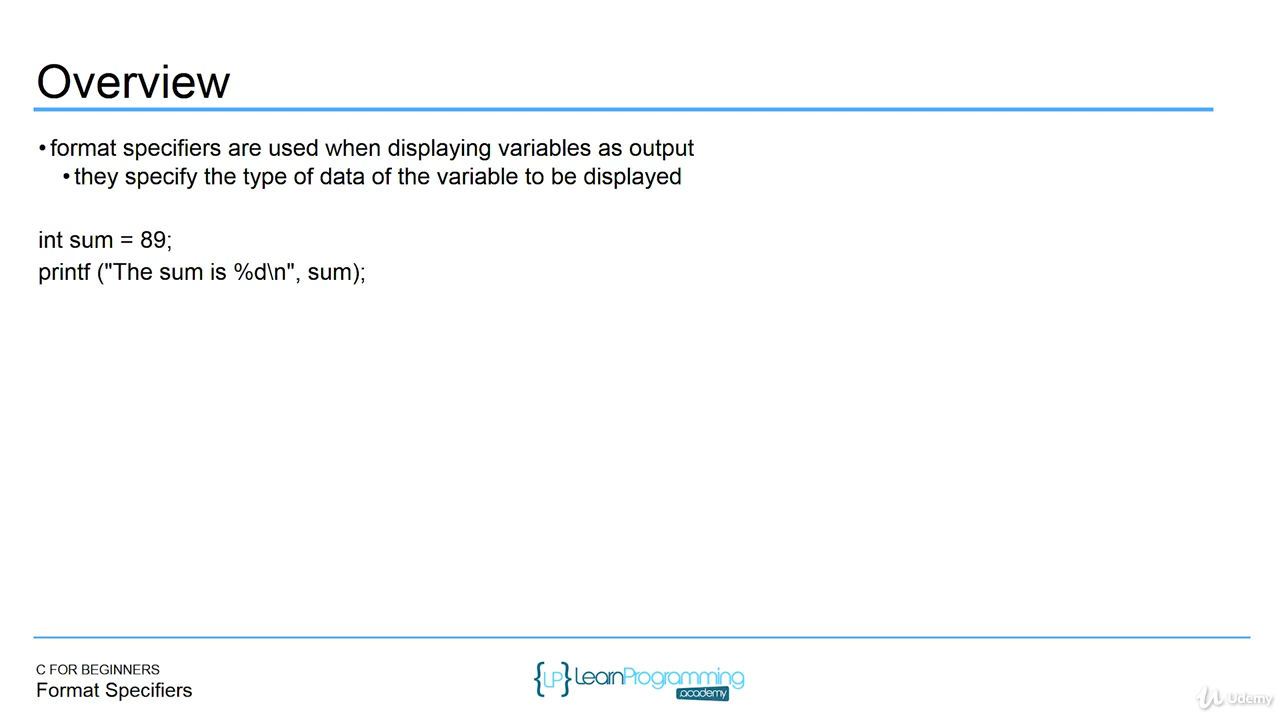 Overview
•format specifiers are used when displaying variables as output
•they specify the type of data of the variable to be displayed
int sum = 89;
printf ("The sum is %d\n", sum);
C FOR BEGINNERS
Format Specifiers
{LP} LearnProgramming
.academy
Udemy